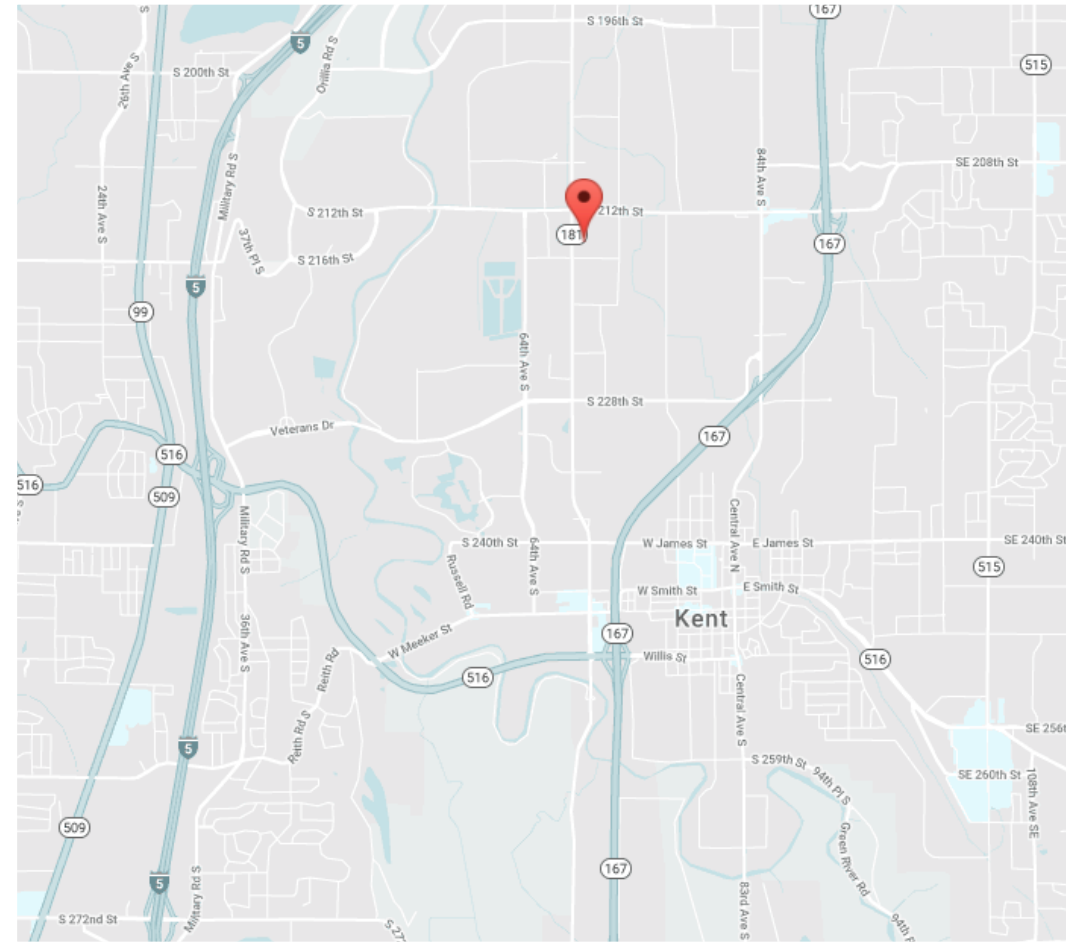 S
167
S 196th St
5
Orillia Rd S
26th Ave S
S 200th St
515
84th Ave S
SE 208th St
Military Rd S
24th Ave S
S 212th St
212th St
181
37th Pl S
S 216th St
167
5
99
64th Ave S
S 228th St
Veterans Dr
167
516
516
509
Military Rd S
Central Ave N
64th Ave S
S 240th St
W James St
E James St
SE 240th St
515
Russell Rd
W Smith St
E Smith St
Kent
36th Ave S
W Meeker St
167
Willis St
516
Reith Rd
516
Central Ave S
Reith Rd S
SE 256t
5
S 259th St
94th Pl S
SE 260th St
108th Ave SE
509
Green River Rd
167
5
Military Rd S
83rd Ave S
S 272nd St
S 27
94th P